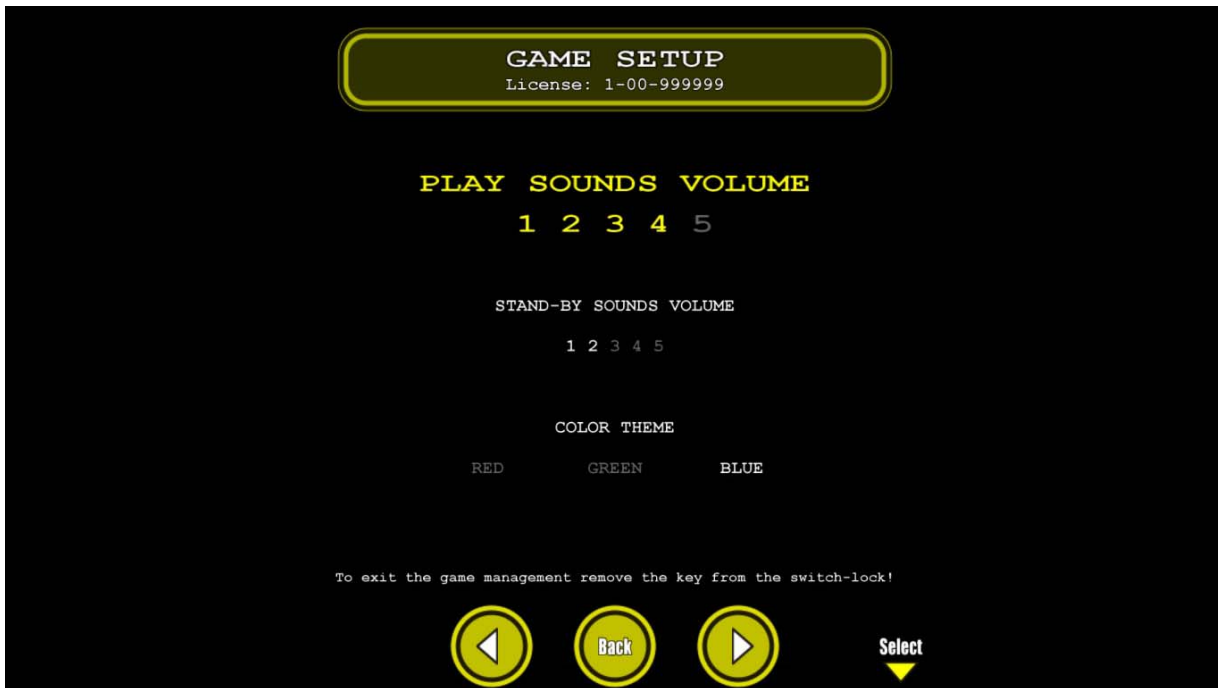 GAME SETUP
License: 1-00-999999
PLAY SOUNDS VOLUME
1 2 3 4 5
STAND-BY SOUNDS VOLUME
1 2 3 4 5
COLOR THEME
RED GREEN BLUE
To exit the game management remove the key from the switch-lock!
Back
Select